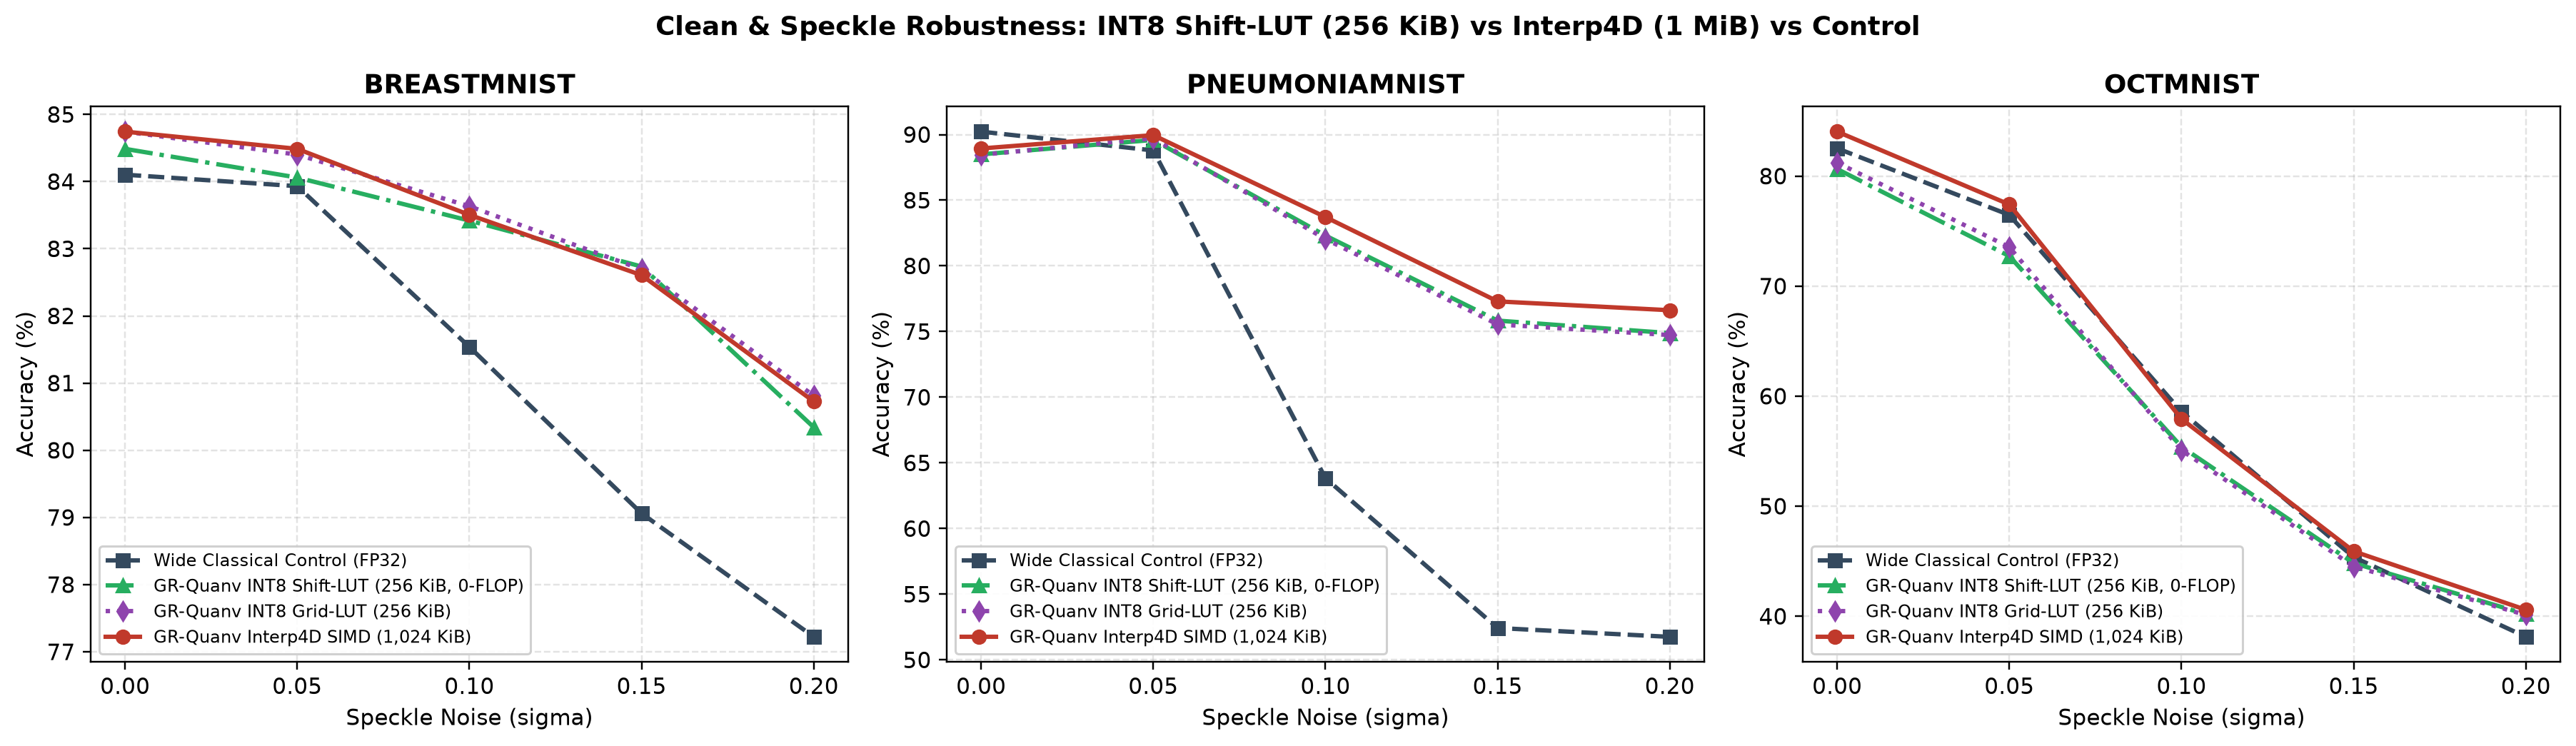 Clean & Speckle Robustness: INT8 Shift-LUT (256 KiB) vs Interp4D (1 MiB) vs Control
BREASTMNIST
85
84
83
82
81
80
79
78
77
Accuracy (%)
Wide Classical Control (FP32)
GR-Quanv INT8 Shift-LUT (256 KiB, 0-FLOP)
GR-Quanv INT8 Grid-LUT (256 KiB)
GR-Quanv Interp4D SIMD (1,024 KiB)
0.00 0.05 0.10 0.15 0.20
Speckle Noise (sigma)
PNEUMONIAMNIST
90
85
80
75
70
65
60
55
50
Accuracy (%)
Wide Classical Control (FP32)
GR-Quanv INT8 Shift-LUT (256 KiB, 0-FLOP)
GR-Quanv INT8 Grid-LUT (256 KiB)
GR-Quanv Interp4D SIMD (1,024 KiB)
0.00 0.05 0.10 0.15 0.20
Speckle Noise (sigma)
OCTMNIST
80
70
60
50
40
Accuracy (%)
Wide Classical Control (FP32)
GR-Quanv INT8 Shift-LUT (256 KiB, 0-FLOP)
GR-Quanv INT8 Grid-LUT (256 KiB)
GR-Quanv Interp4D SIMD (1,024 KiB)
0.00 0.05 0.10 0.15 0.20
Speckle Noise (sigma)